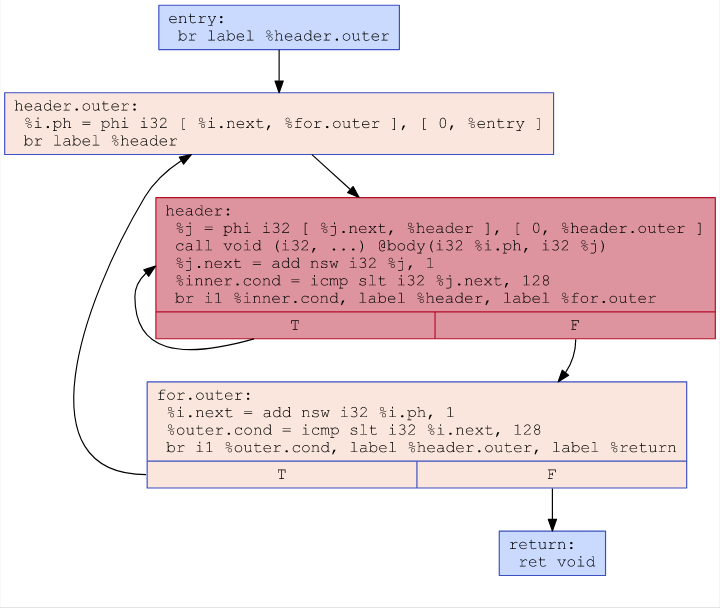 entry:
br label %header.outer
header.outer:
%i.ph = phi i32 [ %i.next, %for.outer ], [ 0, %entry ]
br label %header
header:
%j = phi i32 [ %j.next, %header ], [ 0, %header.outer ]
call void (i32, ...) @body(i32 %i.ph, i32 %j)
%j.next = add nsw i32 %j, 1
%inner.cond = icmp slt i32 %j.next, 128
br i1 %inner.cond, label %header, label %for.outer
T F
for.outer:
%i.next = add nsw i32 %i.ph, 1
%outer.cond = icmp slt i32 %i.next, 128
br i1 %outer.cond, label %header.outer, label %return
T F
return:
ret void